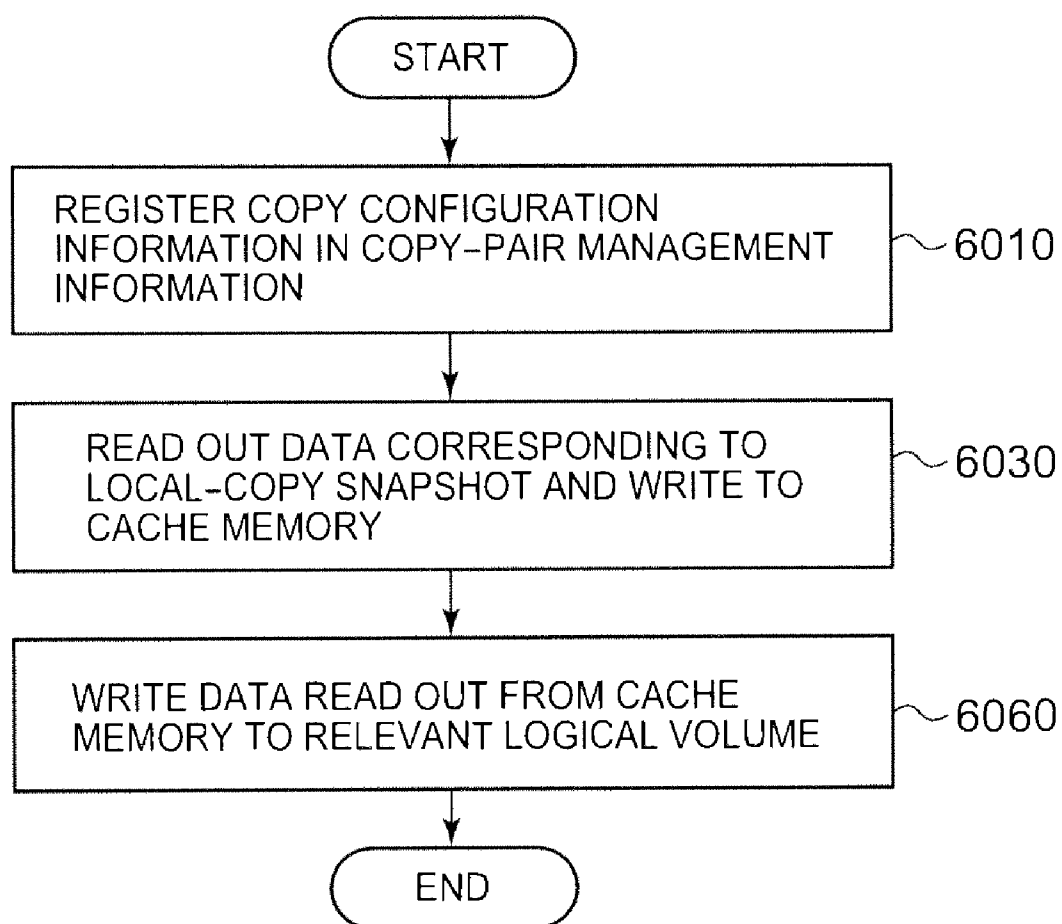 START
REGISTER COPY CONFIGURATION
INFORMATION IN COPY-PAIR MANAGEMENT
INFORMATION
6010
READ OUT DATA CORRESPONDING TO
LOCAL-COPY SNAPSHOT AND WRITE TO
CACHE MEMORY
6030
WRITE DATA READ OUT FROM CACHE
MEMORY TO RELEVANT LOGICAL VOLUME
6060
END